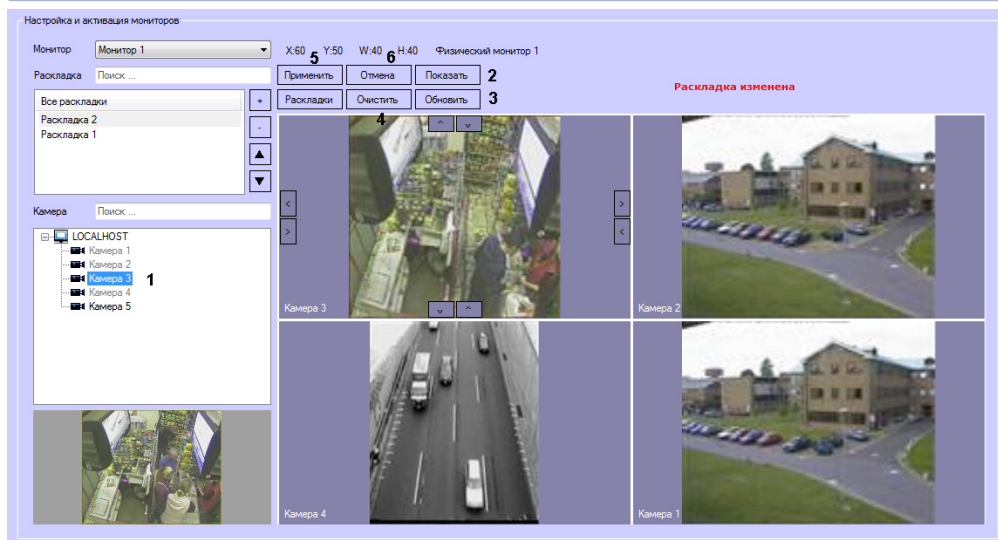 Настройка и активация мониторов
Монитор Монитор 1 X:60 Y:50 W:40 H:40 Физический монитор 1
5 6
Раскладка Поиск ... Применить Отмена Показать 2
Раскладка изменена
Все раскладки + Раскладки Очистить Обновить 3
4
Раскладка 2
Раскладка 1 -
▲
▼
^ v
< >
> <
v ^
Камера Поиск ...
LOCALHOST
Камера 1
Камера 2
Камера 3 1
Камера 4
Камера 5
Камера 3 Камера 2
Камера 4 Камера 1